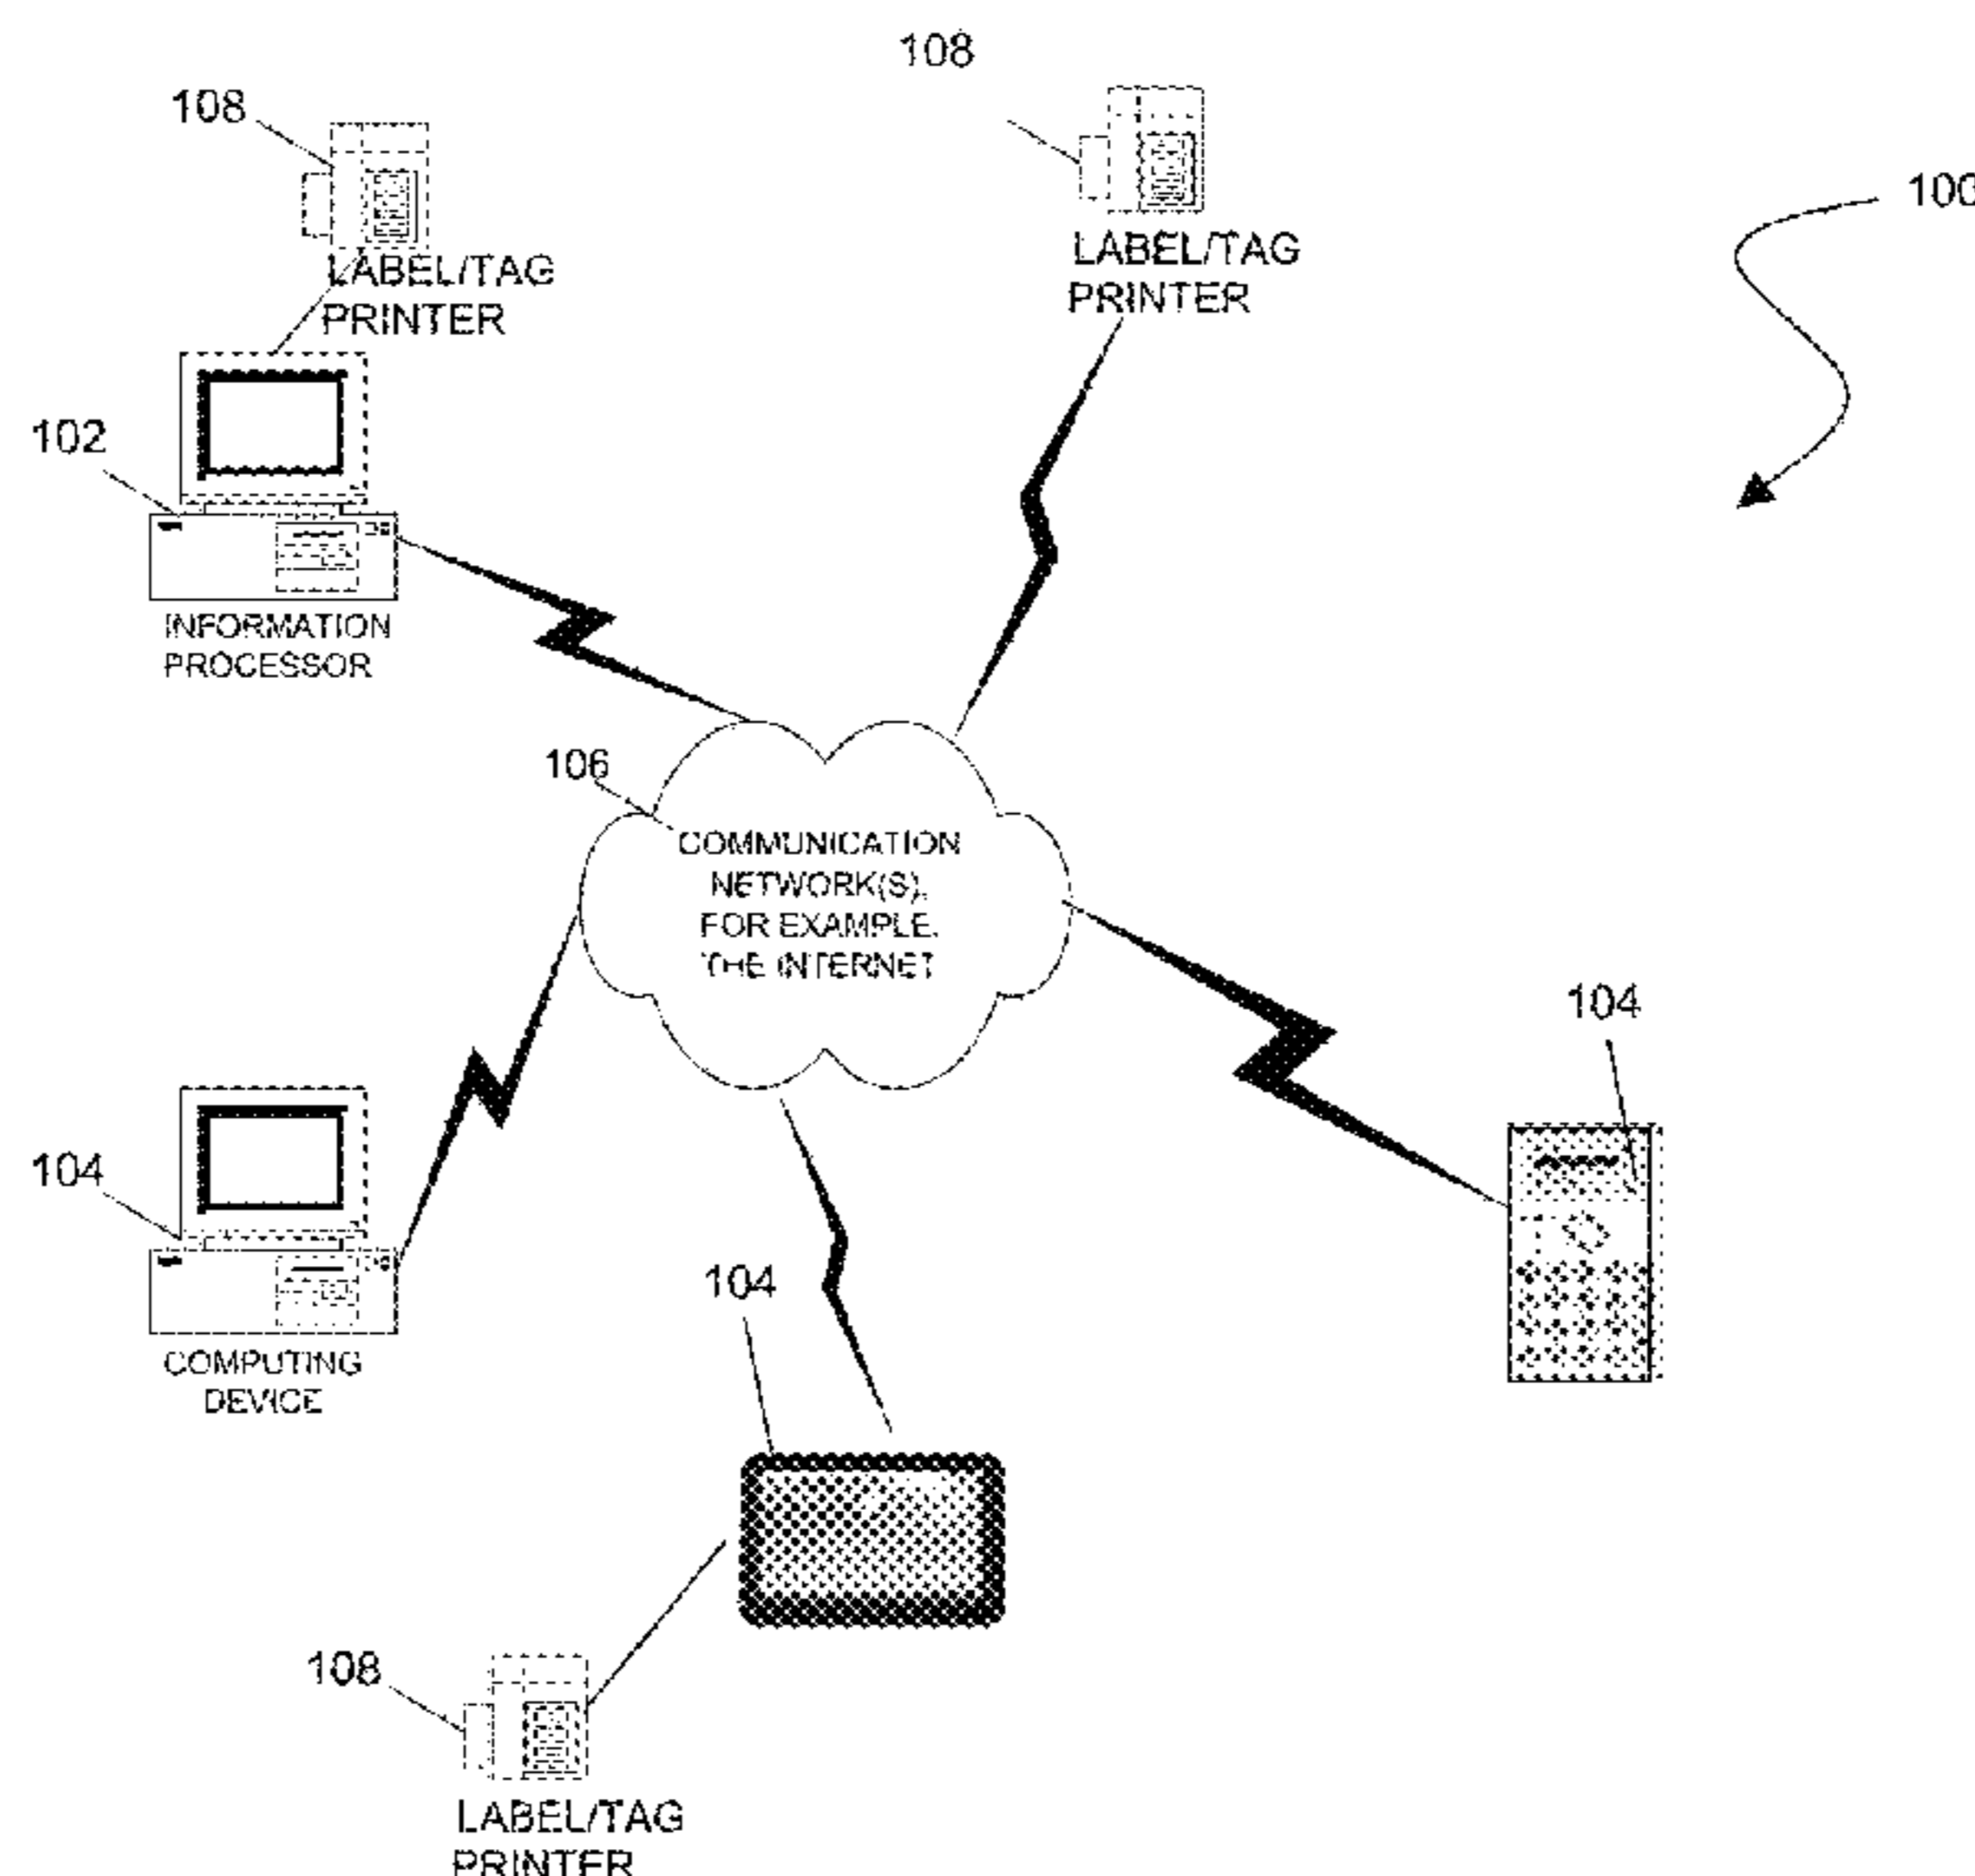 108
108
100
LABEL/TAG
PRINTER
LABEL/TAG
PRINTER
102
INFORMATION
PROCESSOR
106
COMMUNICATION
NETWORK(S),
FOR EXAMPLE,
THE INTERNET
104
104
COMPUTING
DEVICE
104
108
LABEL/TAG
PRINTER